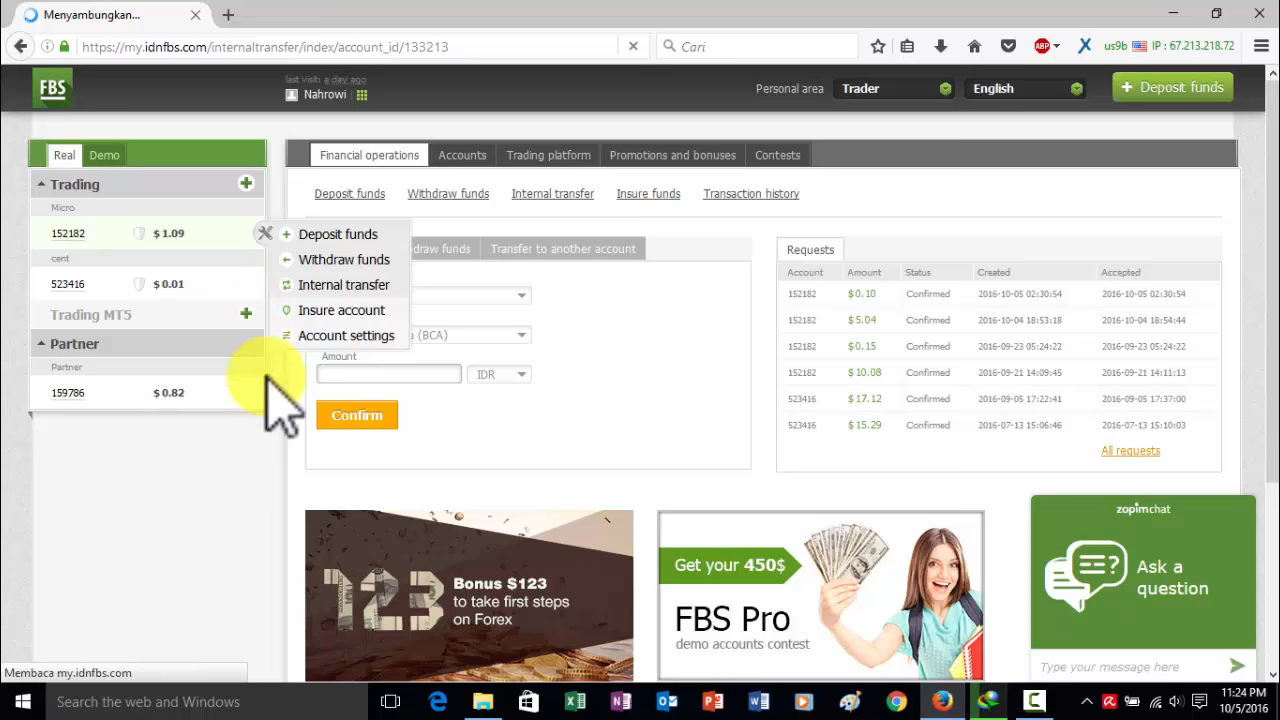 Menyambungkan...
https://my.idnfbs.com/internaltransfer/index/account_id/133213
Cari
ABP
us9b
IP : 67.213.218.72
FBS
last visit: a day ago
Nahrowi
Personal area
Trader
English
+ Deposit funds
Real
Demo
Trading
Micro
152182 $ 1.09
cent
523416 $ 0.01
Trading MT5
Partner
Partner
159786 $ 0.82
Deposit funds
Withdraw funds
Internal transfer
Insure account
Account settings
Financial operations
Accounts
Trading platform
Promotions and bonuses
Contests
Deposit funds
Withdraw funds
Internal transfer
Insure funds
Transaction history
draw funds
Transfer to another account
(BCA)
Amount
IDR
Confirm
Requests
Account Amount Status Created Accepted
152182 $ 0.10 Confirmed 2016-10-05 02:30:54 2016-10-05 02:30:54
152182 $ 5.04 Confirmed 2016-10-04 18:53:18 2016-10-04 18:54:44
152182 $ 0.15 Confirmed 2016-09-23 05:24:44 2016-09-23 05:24:44
152182 $ 10.08 Confirmed 2016-09-21 14:09:45 2016-09-21 14:11:13
523416 $ 17.12 Confirmed 2016-09-05 17:22:41 2016-09-05 17:37:00
523416 $ 15.29 Confirmed 2016-07-13 15:06:46 2016-07-13 15:10:03
All requests
123
Bonus $123
to take first steps
on Forex
Get your 450$
FBS Pro
demo accounts contest
zopimchat
Ask a
question
Type your message here
Membaca my.idnfbs.com
Search the web and Windows
11:24 PM
10/5/2016